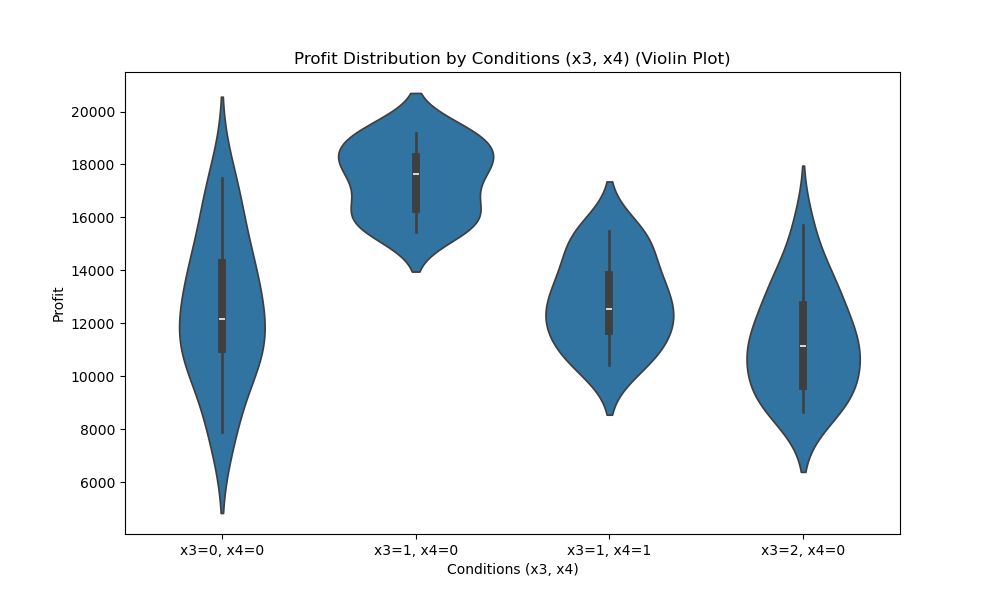 Profit Distribution by Conditions (x3, x4) (Violin Plot)
Profit
20000
18000
16000
14000
12000
10000
8000
6000
x3=0, x4=0
x3=1, x4=0
x3=1, x4=1
x3=2, x4=0
Conditions (x3, x4)